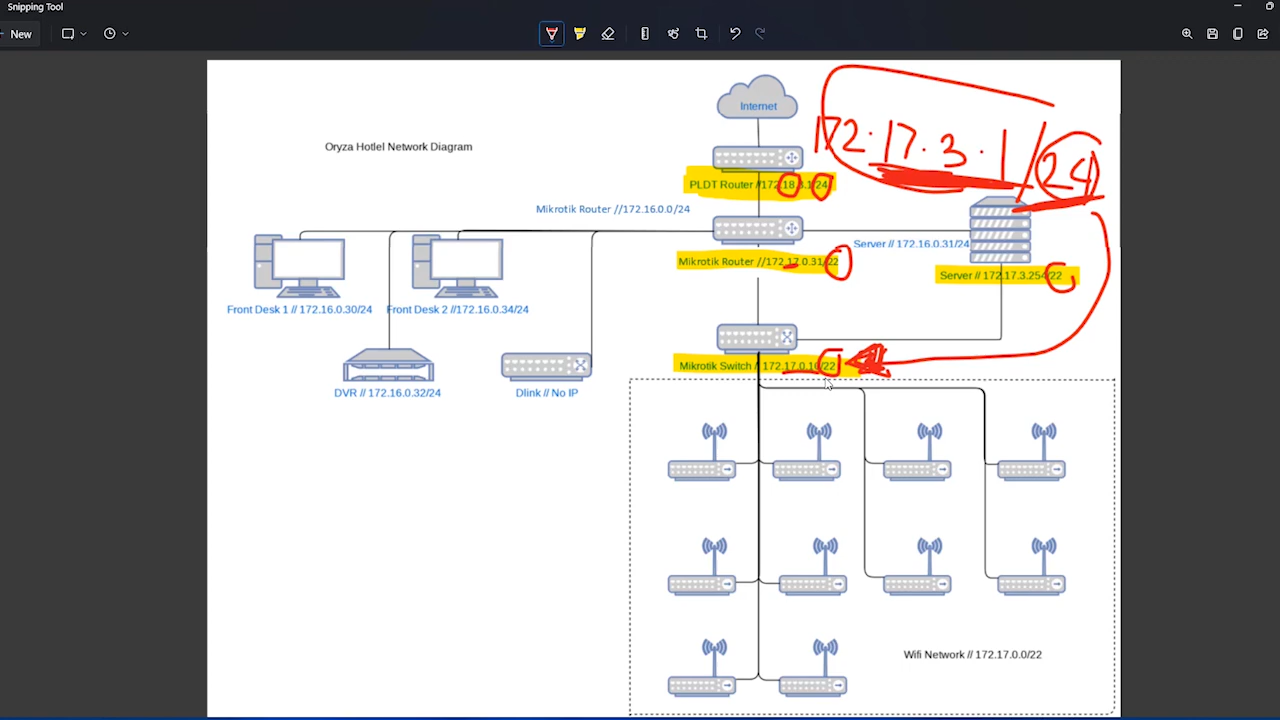 Snipping Tool
New
Internet
172.17.3.1/24
Oryza Hotlel Network Diagram
PLDT Router //172.18.3.1/24
Mikrotik Router //172.16.0.0/24
Server // 172.16.0.31/24
Mikrotik Router //172.17.0.31/22
Server // 172.17.3.254/22
Front Desk 1 // 172.16.0.30/24
Front Desk 2 //172.16.0.34/24
Mikrotik Switch // 172.17.0.10/22
DVR // 172.16.0.32/24
Dlink // No IP
Wifi Network // 172.17.0.0/22